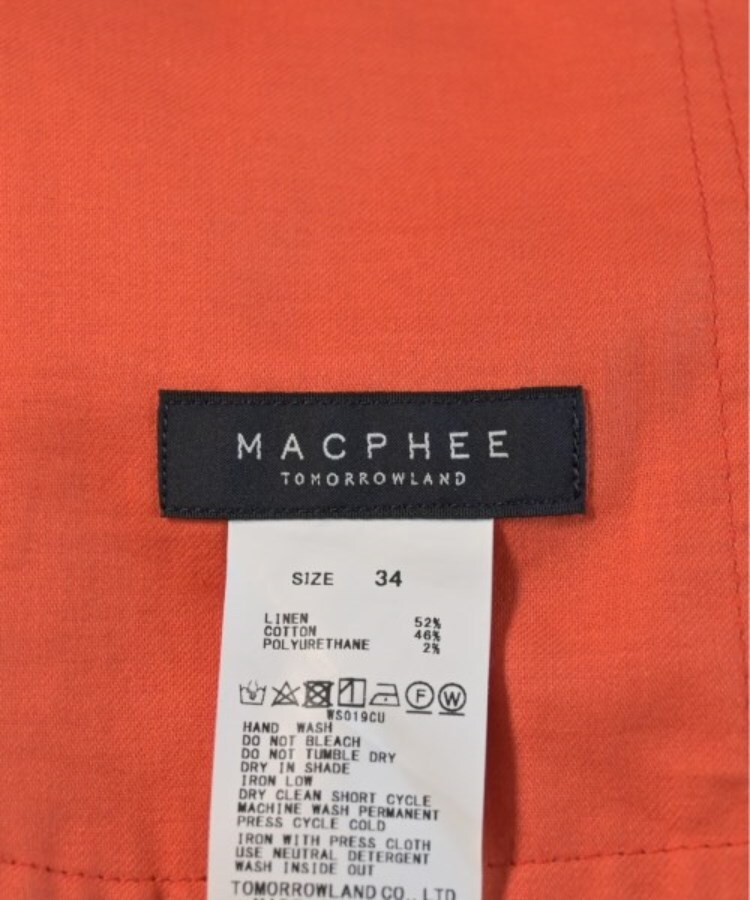 MACPHEE
TOMORROWLAND
SIZE 34
LINEN 52%
COTTON 46%
POLYURETHANE 2%
F W
WS019CU
HAND WASH
DO NOT BLEACH
DO NOT TUMBLE DRY
DRY IN SHADE
IRON LOW
DRY CLEAN SHORT CYCLE
MACHINE WASH PERMANENT
PRESS CYCLE COLD
IRON WITH PRESS CLOTH
USE NEUTRAL DETERGENT
WASH INSIDE OUT
TOMORROWLAND CO., LTD